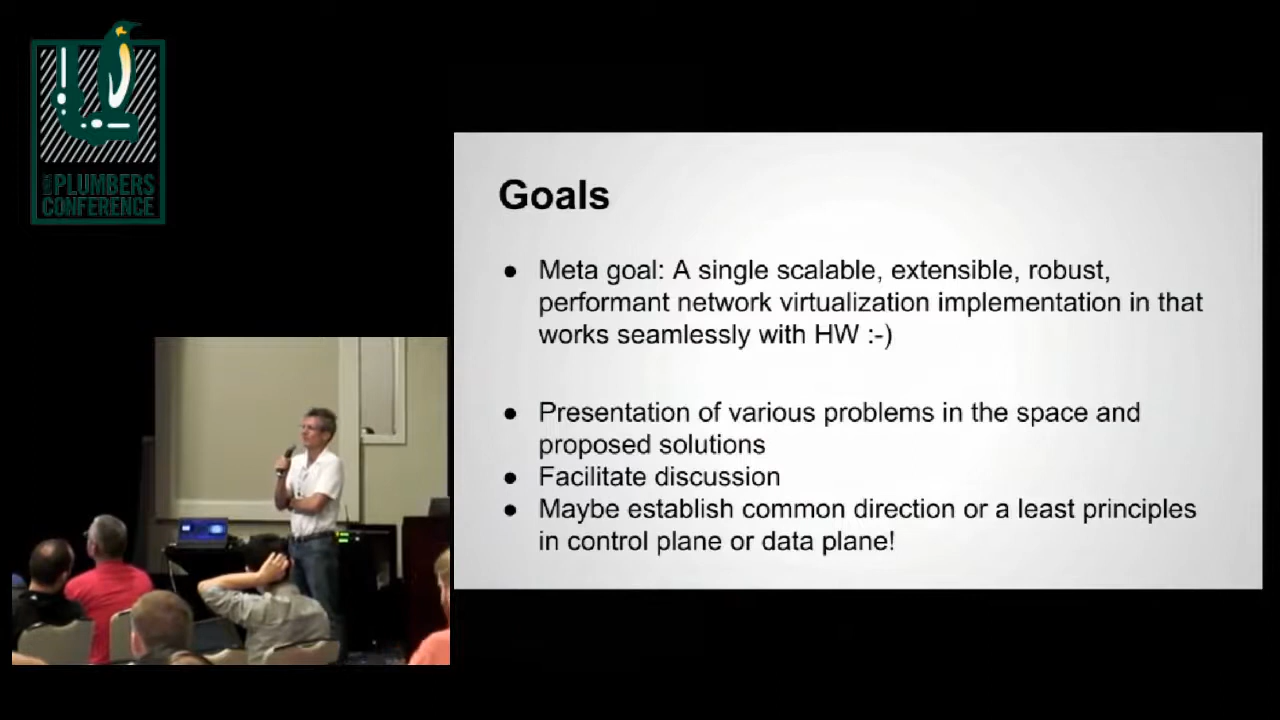 PLUMBERS
CONFERENCE
Goals
● Meta goal: A single scalable, extensible, robust,
performant network virtualization implementation in that
works seamlessly with HW :-)
● Presentation of various problems in the space and
proposed solutions
● Facilitate discussion
● Maybe establish common direction or a least principles
in control plane or data plane!